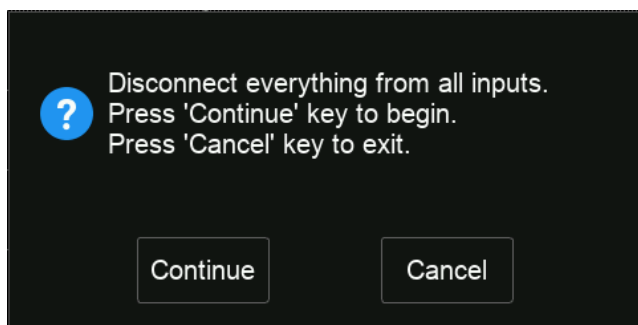 Disconnect everything from all inputs.
? Press 'Continue' key to begin.
Press 'Cancel' key to exit.
Continue Cancel